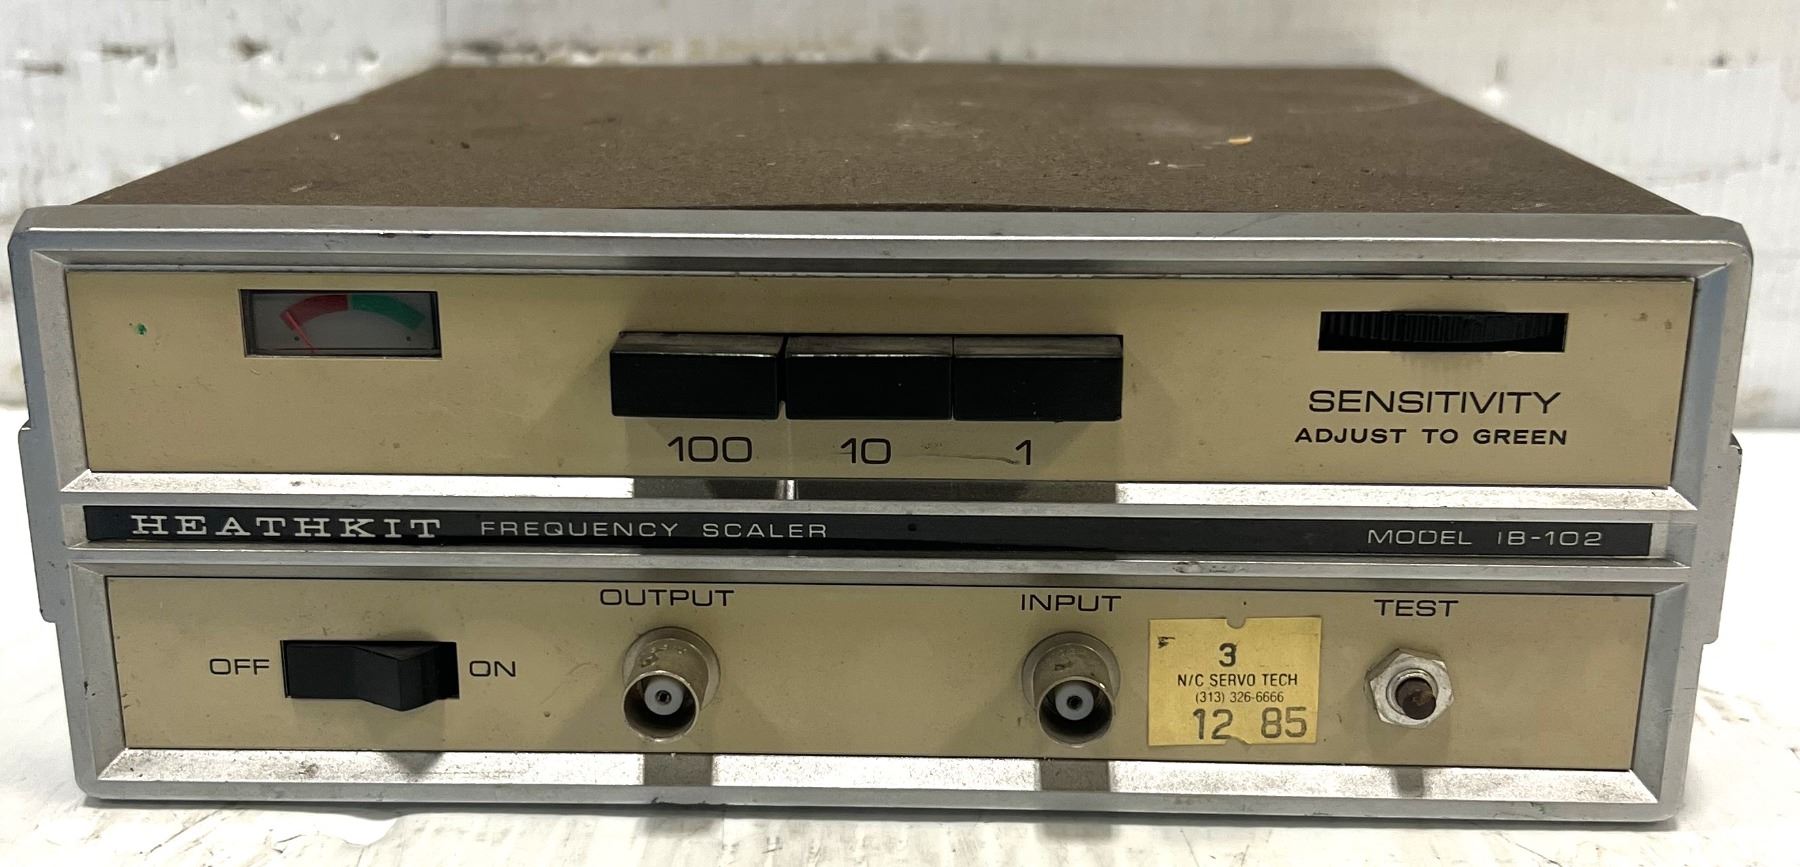 100 10 1
SENSITIVITY
ADJUST TO GREEN
HEATHKIT FREQUENCY SCALER MODEL IB-102
OUTPUT INPUT TEST
OFF ON
3
N/C SERVO TECH
(313) 326-6666
12 85